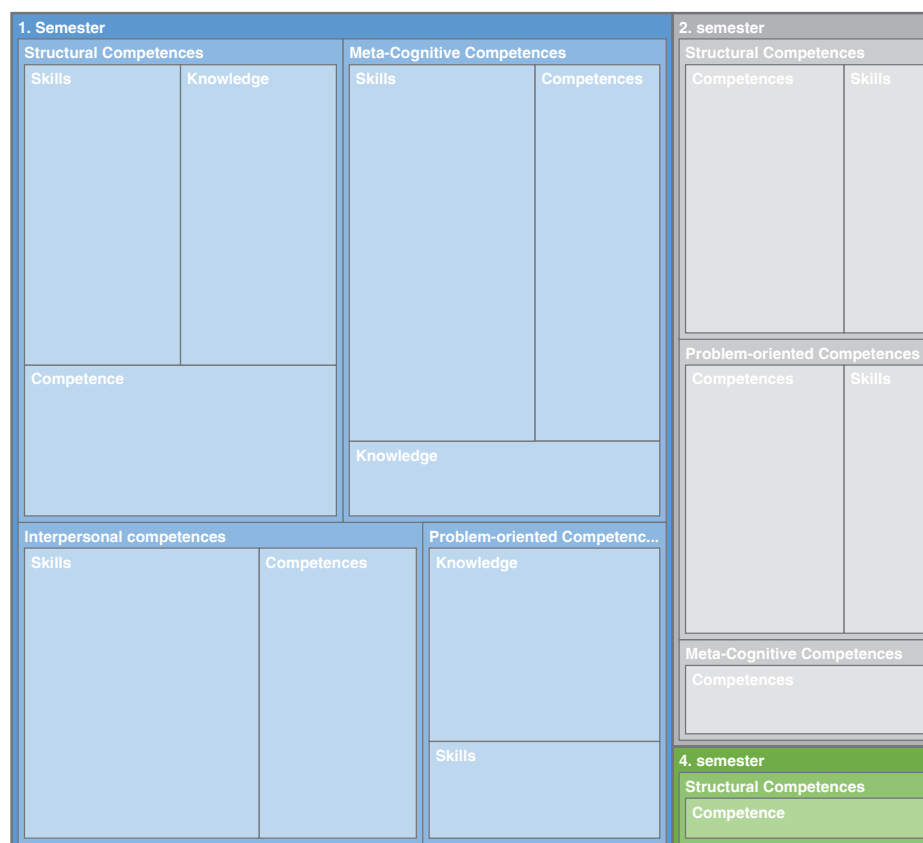 1. Semester
Structural Competences
Skills
Knowledge
Competence
Meta-Cognitive Competences
Skills
Competences
Knowledge
Interpersonal competences
Skills
Competences
Problem-oriented Competenc...
Knowledge
Skills
2. semester
Structural Competences
Competences
Skills
Problem-oriented Competences
Competences
Skills
Meta-Cognitive Competences
Competences
4. semester
Structural Competences
Competence